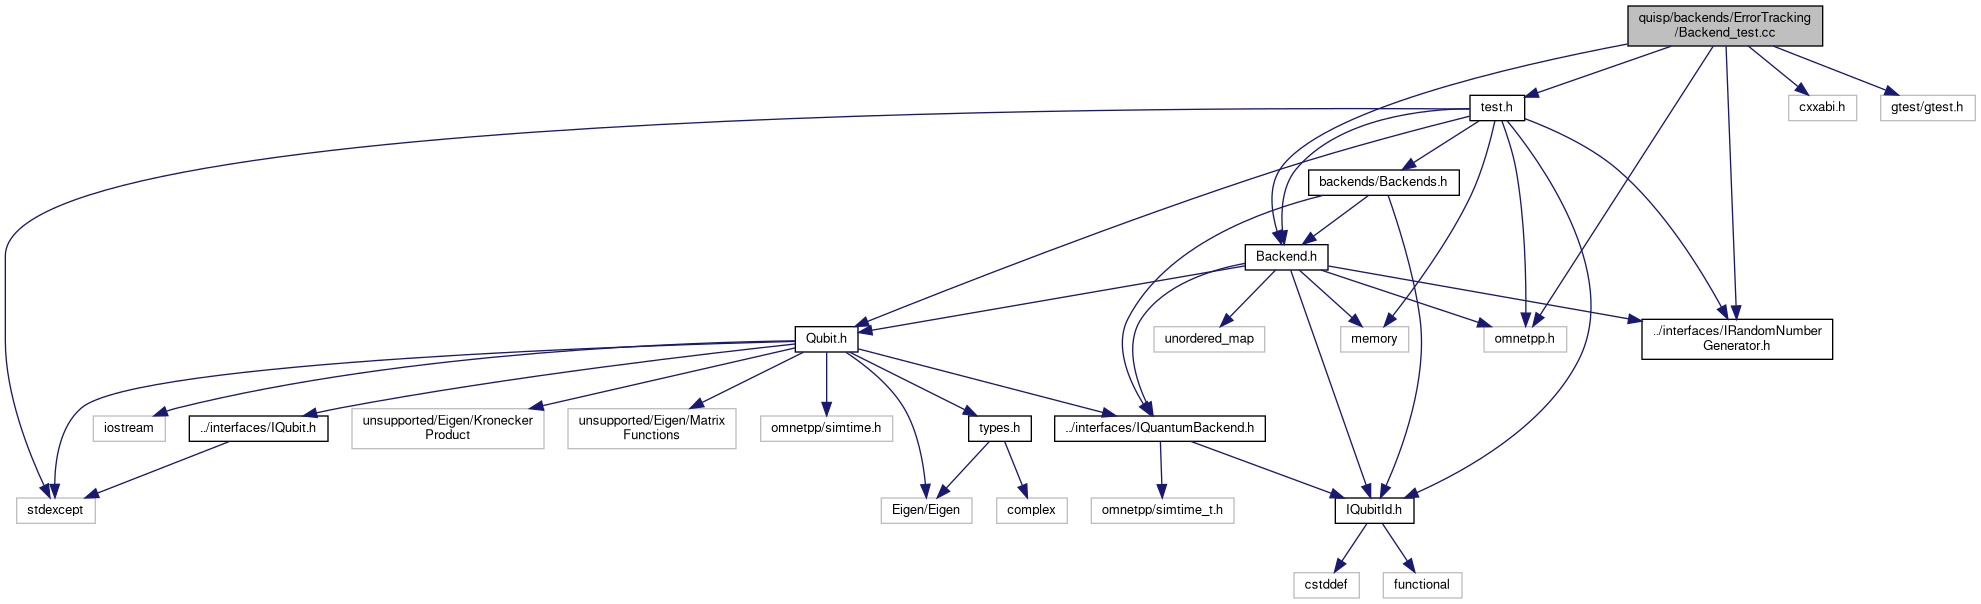 quisp/backends/ErrorTracking
/Backend_test.cc
test.h
cxxabi.h
gtest/gtest.h
backends/Backends.h
Backend.h
Qubit.h
unordered_map
memory
omnetpp.h
../interfaces/IRandomNumber
Generator.h
iostream
../interfaces/IQubit.h
unsupported/Eigen/Kronecker
Product
unsupported/Eigen/Matrix
Functions
omnetpp/simtime.h
types.h
../interfaces/IQuantumBackend.h
stdexcept
Eigen/Eigen
complex
omnetpp/simtime_t.h
IQubitId.h
cstddef
functional